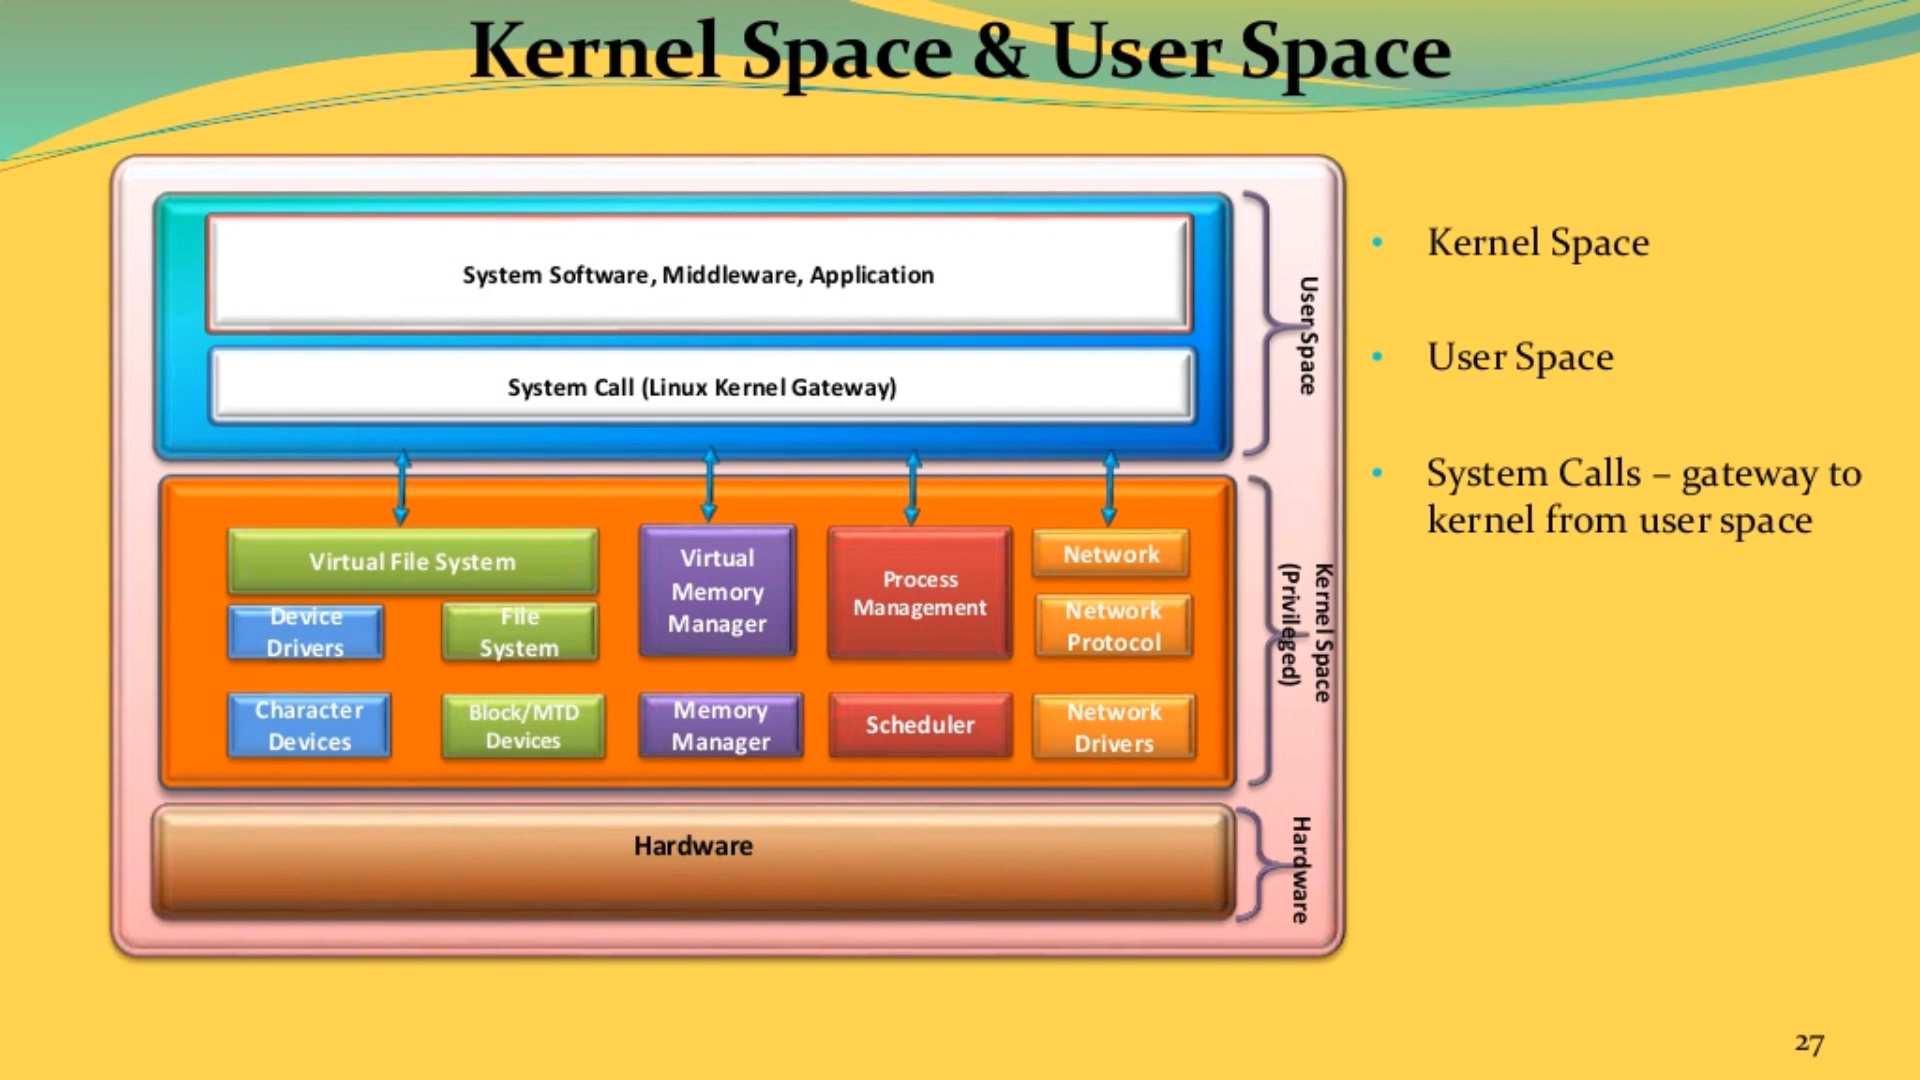 Kernel Space & User Space
System Software, Middleware, Application
System Call (Linux Kernel Gateway)
User Space
Virtual File System
Device
Drivers
File
System
Virtual
Memory
Manager
Process
Management
Network
Network
Protocol
Character
Devices
Block/MTD
Devices
Memory
Manager
Scheduler
Network
Drivers
Kernel Space
(Privileged)
Hardware
Hardware
• Kernel Space
• User Space
• System Calls – gateway to
kernel from user space
27